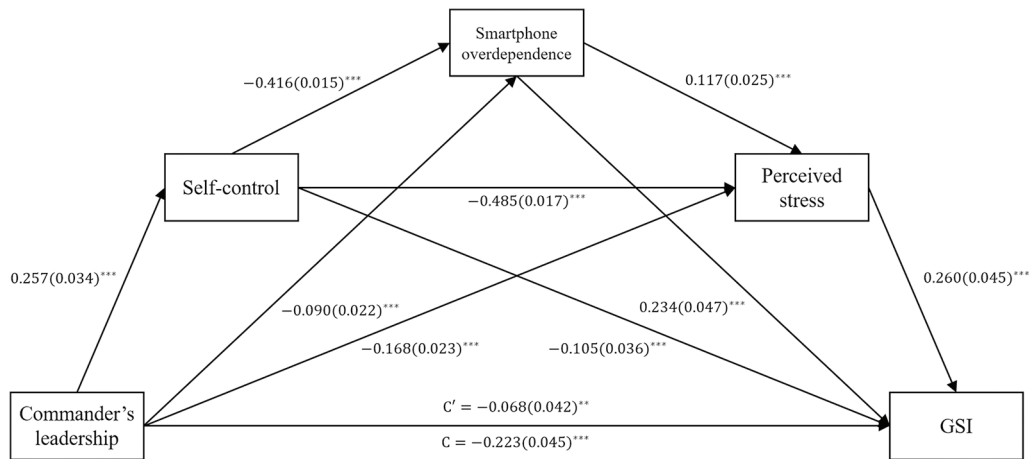 Smartphone
overdependence
−0.416(0.015)***
0.117(0.025)***
Self-control
Perceived
stress
−0.485(0.017)***
0.257(0.034)***
0.260(0.045)***
−0.090(0.022)***
0.234(0.047)***
−0.168(0.023)***
−0.105(0.036)***
Commander’s
leadership
C′ = −0.068(0.042)**
C = −0.223(0.045)***
GSI